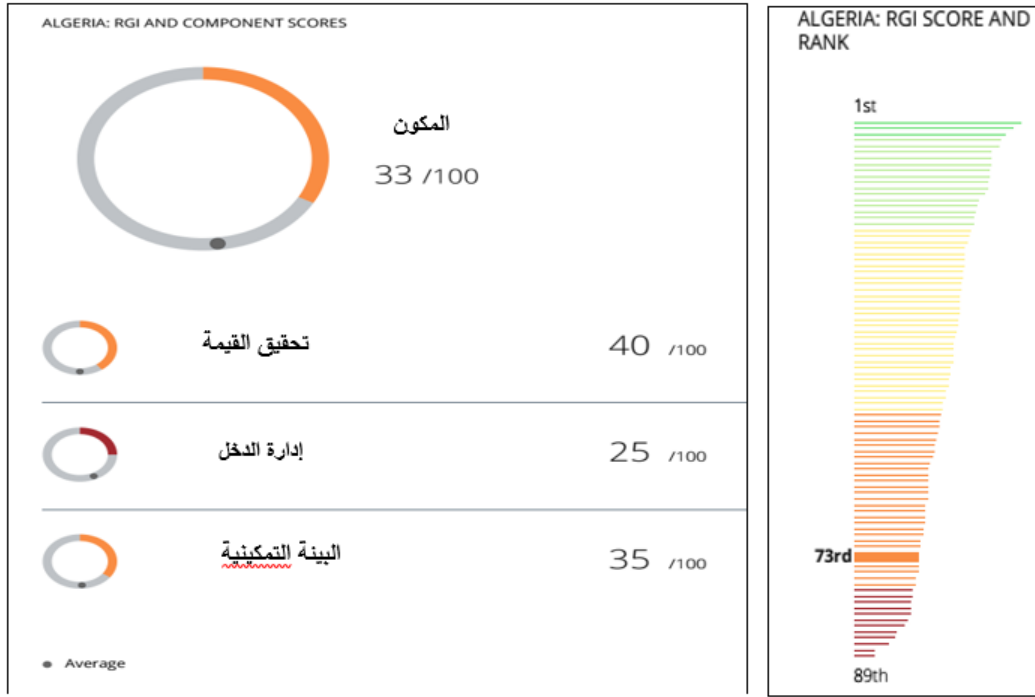 ALGERIA: RGI AND COMPONENT SCORES
المكون
33 /100
تحقيق القيمة
40 /100
إدارة الدخل
25 /100
البيئة التمكينية
35 /100
Average
ALGERIA: RGI SCORE AND
RANK
1st
73rd
89th